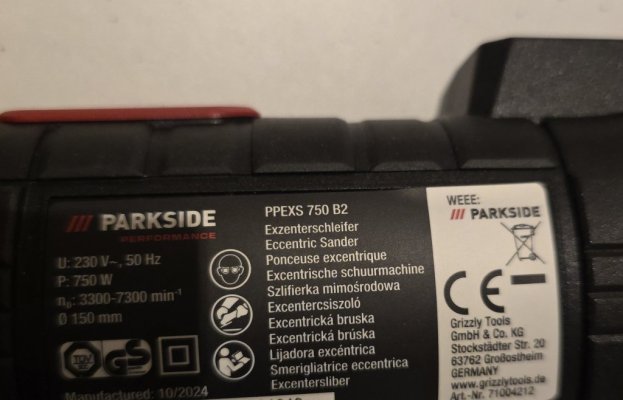 /// PARKSIDE
PERFORMANCE
U: 230 V~, 50 Hz
P: 750 W
n₀: 3300-7300 min⁻¹
Ø 150 mm
TÜV
GS
Manufactured: 10/2024
PPEXS 750 B2
Exzenterschleifer
Eccentric Sander
Ponceuse excentrique
Excentrische schuurmachine
Szlifierka mimośrodowa
Excentercsiszoló
Excentrická bruska
Excentrická brúska
Lijadora excéntrica
Smerigliatrice eccentrica
Excentersliber
WEEE:
/// PARKSIDE
CE
Grizzly Tools
GmbH & Co. KG
Stockstädter Str. 20
63762 Großostheim
GERMANY
www.grizzlytools.de
Art.-Nr. 71004212